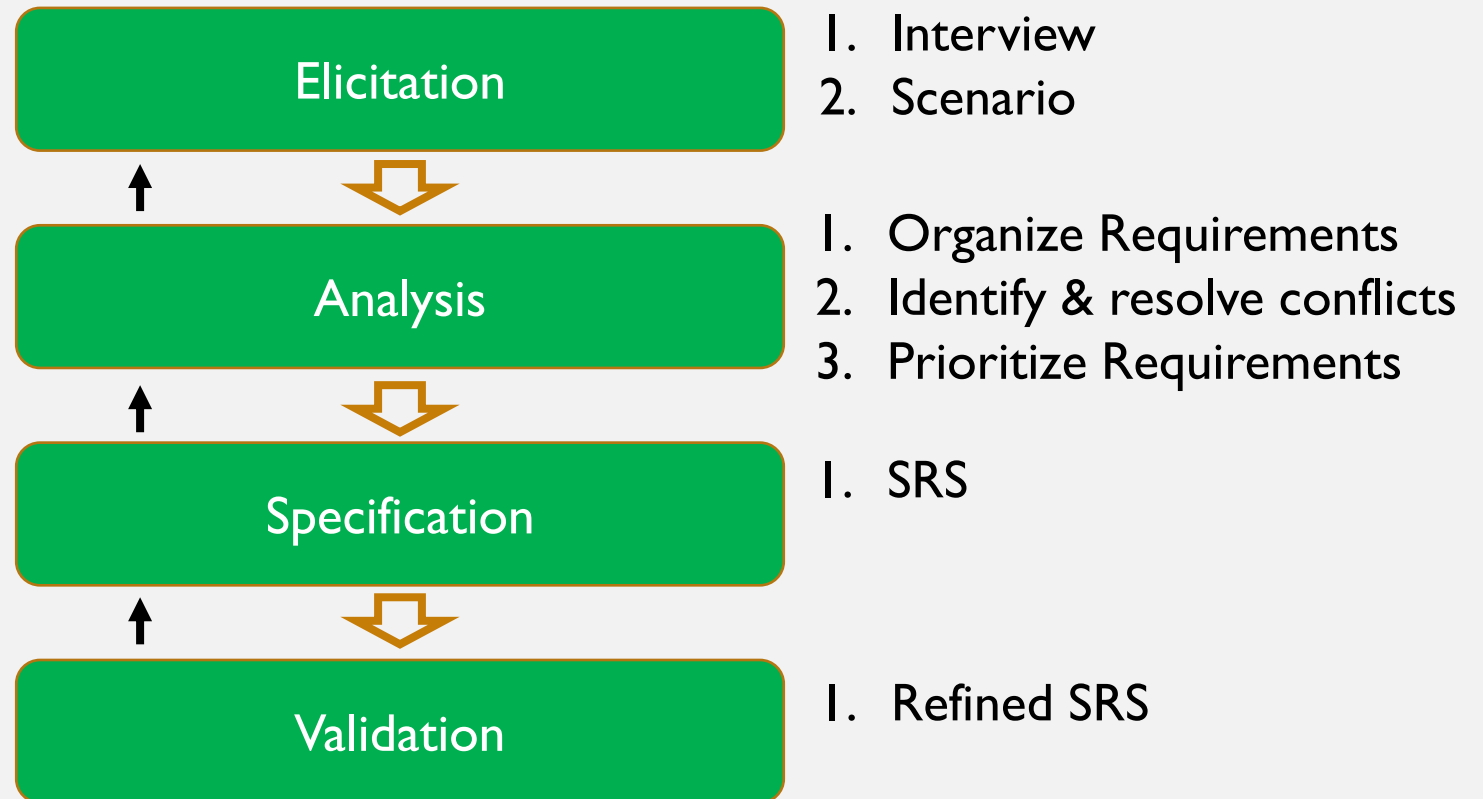 Elicitation
1. Interview
2. Scenario
Analysis
1. Organize Requirements
2. Identify & resolve conflicts
3. Prioritize Requirements
Specification
1. SRS
Validation
1. Refined SRS